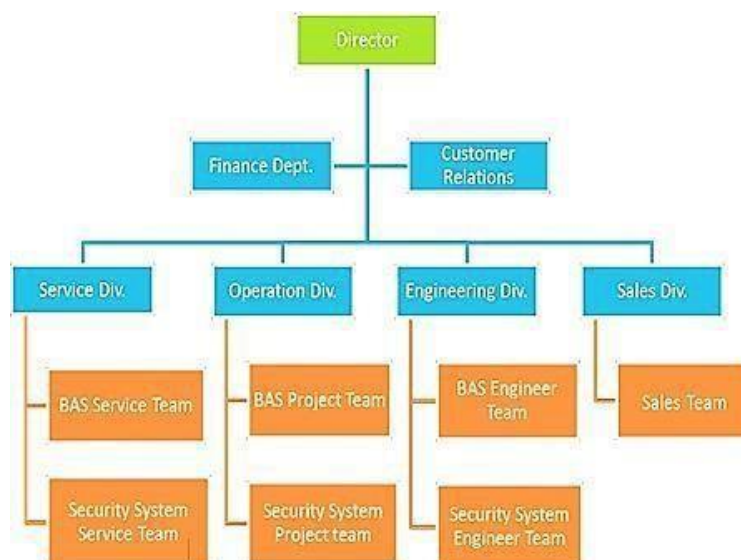 Director
Finance Dept.
Customer
Relations
Service Div.
Operation Div.
Engineering Div.
Sales Div.
BAS Service Team
BAS Project Team
BAS Engineer
Team
Sales Team
Security System
Service Team
Security System
Project team
Security System
Engineer Team